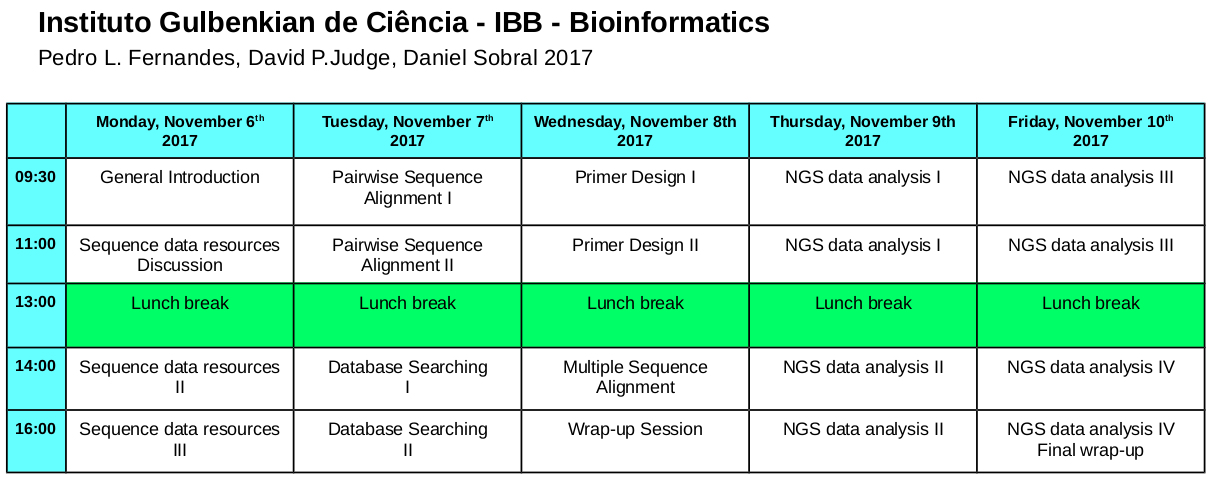 Instituto Gulbenkian de Ciência - IBB - Bioinformatics
Pedro L. Fernandes, David P.Judge, Daniel Sobral 2017
Monday, November 6th
2017
Tuesday, November 7th
2017
Wednesday, November 8th
2017
Thursday, November 9th
2017
Friday, November 10th
2017
09:30
General Introduction
Pairwise Sequence
Alignment I
Primer Design I
NGS data analysis I
NGS data analysis III
11:00
Sequence data resources
Discussion
Pairwise Sequence
Alignment II
Primer Design II
NGS data analysis I
NGS data analysis III
13:00
Lunch break
Lunch break
Lunch break
Lunch break
Lunch break
14:00
Sequence data resources
II
Database Searching
I
Multiple Sequence
Alignment
NGS data analysis II
NGS data analysis IV
16:00
Sequence data resources
III
Database Searching
II
Wrap-up Session
NGS data analysis II
NGS data analysis IV
Final wrap-up